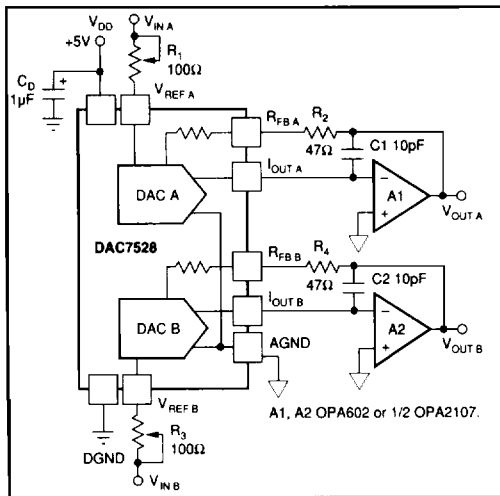 V_DD
+5V
V_IN A
C_D
+
1µF
R_1
100Ω
V_REF A
R_FB A
R_2
47Ω
C1 10pF
I_OUT A
DAC A
−
A1
+
V_OUT A
DAC7528
R_FB B
R_4
47Ω
C2 10pF
I_OUT B
DAC B
−
A2
+
V_OUT B
AGND
V_REF B
DGND
R_3
100Ω
V_IN B
A1, A2 OPA602 or 1/2 OPA2107.